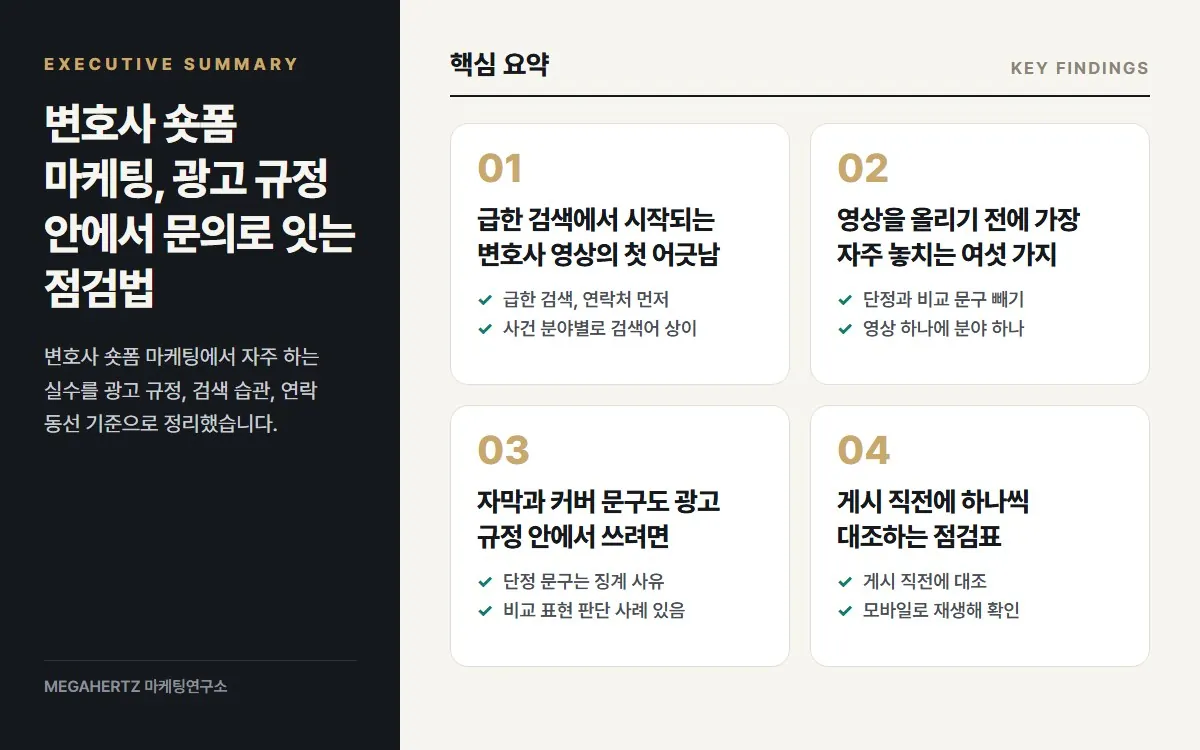 EXECUTIVE SUMMARY
변호사 숏폼
마케팅, 광고 규정
안에서 문의로 잇는
점검법
변호사 숏폼 마케팅에서 자주 하는
실수를 광고 규정, 검색 습관, 연락
동선 기준으로 정리했습니다.
MEGAHERTZ 마케팅연구소
핵심 요약
KEY FINDINGS
01
급한 검색에서 시작되는
변호사 영상의 첫 어긋남
급한 검색, 연락처 먼저
사건 분야별로 검색어 상이
02
영상을 올리기 전에 가장
자주 놓치는 여섯 가지
단정과 비교 문구 빼기
영상 하나에 분야 하나
03
자막과 커버 문구도 광고
규정 안에서 쓰려면
단정 문구는 징계 사유
비교 표현 판단 사례 있음
04
게시 직전에 하나씩
대조하는 점검표
게시 직전에 대조
모바일로 재생해 확인